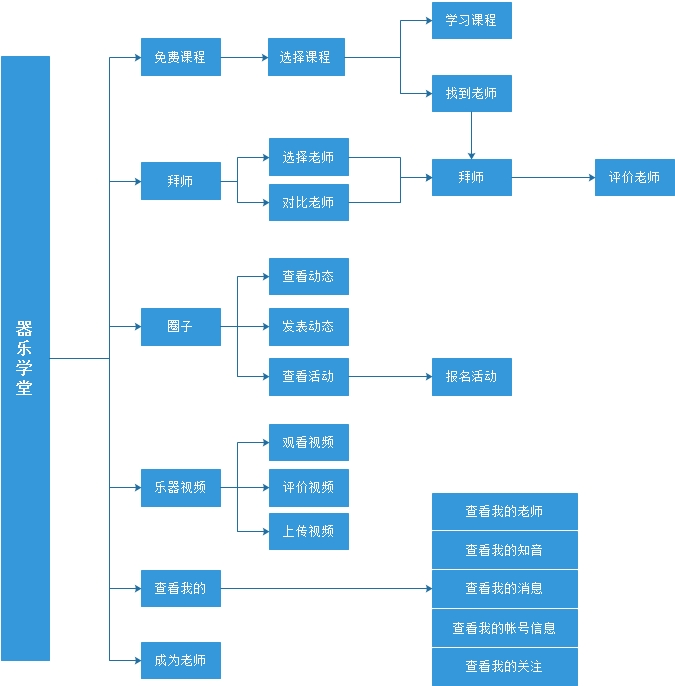 器乐学堂
免费课程
选择课程
学习课程
找到老师
拜师
选择老师
对比老师
拜师
评价老师
圈子
查看动态
发表动态
查看活动
报名活动
乐器视频
观看视频
评价视频
上传视频
查看我的
查看我的老师
查看我的知音
查看我的消息
查看我的帐号信息
查看我的关注
成为老师